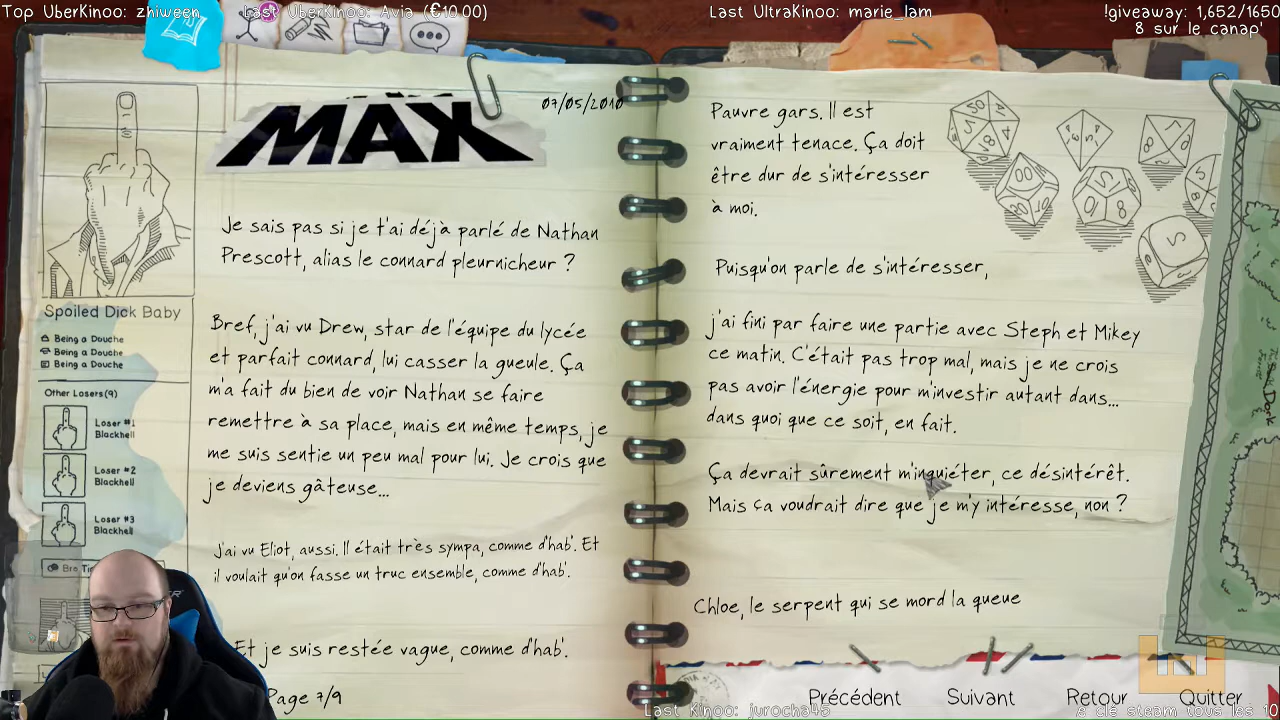 Top UberKinoo: zhiween
Last UberKinoo: Avia (€10.00)
Last UltraKinoo: marie_lam
!giveaway: 1,652/1650
8 sur le canap'
MAX
07/05/2010
Je sais pas si je t'ai déjà parlé de Nathan
Prescott, alias le connard pleurnicheur ?
Bref, j'ai vu Drew, star de l'équipe du lycée
et parfait connard, lui casser la gueule. Ça
m'a fait du bien de voir Nathan se faire
remettre à sa place, mais en même temps, je
me suis sentie un peu mal pour lui. Je crois que
je deviens gâteuse...
J'ai vu Eliot, aussi. Il était très sympa, comme d'hab'. Et
il voulait qu'on fasse un truc ensemble, comme d'hab'.
Et je suis restée vague, comme d'hab'.
Page 7/9
Spoiled Dick Baby
Being a Douche
Being a Douche
Being a Douche
Other Losers(9)
Loser #1
Blackhell
Loser #2
Blackhell
Loser #3
Blackhell
Pauvre gars. Il est
vraiment tenace. Ça doit
être dur de s'intéresser
à moi.
Puisqu'on parle de s'intéresser,
j'ai fini par faire une partie avec Steph et Mikey
ce matin. C'était pas trop mal, mais je ne crois
pas avoir l'énergie pour m'investir autant dans...
dans quoi que ce soit, en fait.
Ça devrait sûrement m'inquiéter, ce désintérêt.
Mais ça voudrait dire que je m'y intéresse, non ?
Chloe, le serpent qui se mord la queue
Précédent
Suivant
Retour
Quitter
Last Kinoo: jurocha45
clé steam tous les 10